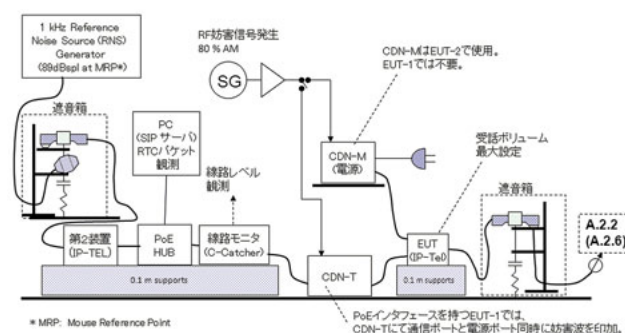 1 kHz Reference
Noise Source (RNS)
Generator
(89dBspl at MRP*)
遮音箱
RF妨害信号発生
80 % AM
SG
CDN-MはEUT-2で使用。
EUT-1では不要。
PC
(SIP サーバ)
RTCパケット
観測
線路レベル
観測
CDN-M
(電源)
受話ボリューム
最大設定
遮音箱
A.2.2
(A.2.6)
第2装置
(IP-TEL)
PoE
HUB
線路モニタ
(C-Catcher)
CDN-T
EUT
(IP-Tel)
0.1 m supports
0.1 m supports
* MRP: Mouse Reference Point
PoEインタフェースを持つEUT-1では、
CDN-Tにて通信ポートと電源ポート同時に妨害波を印加。